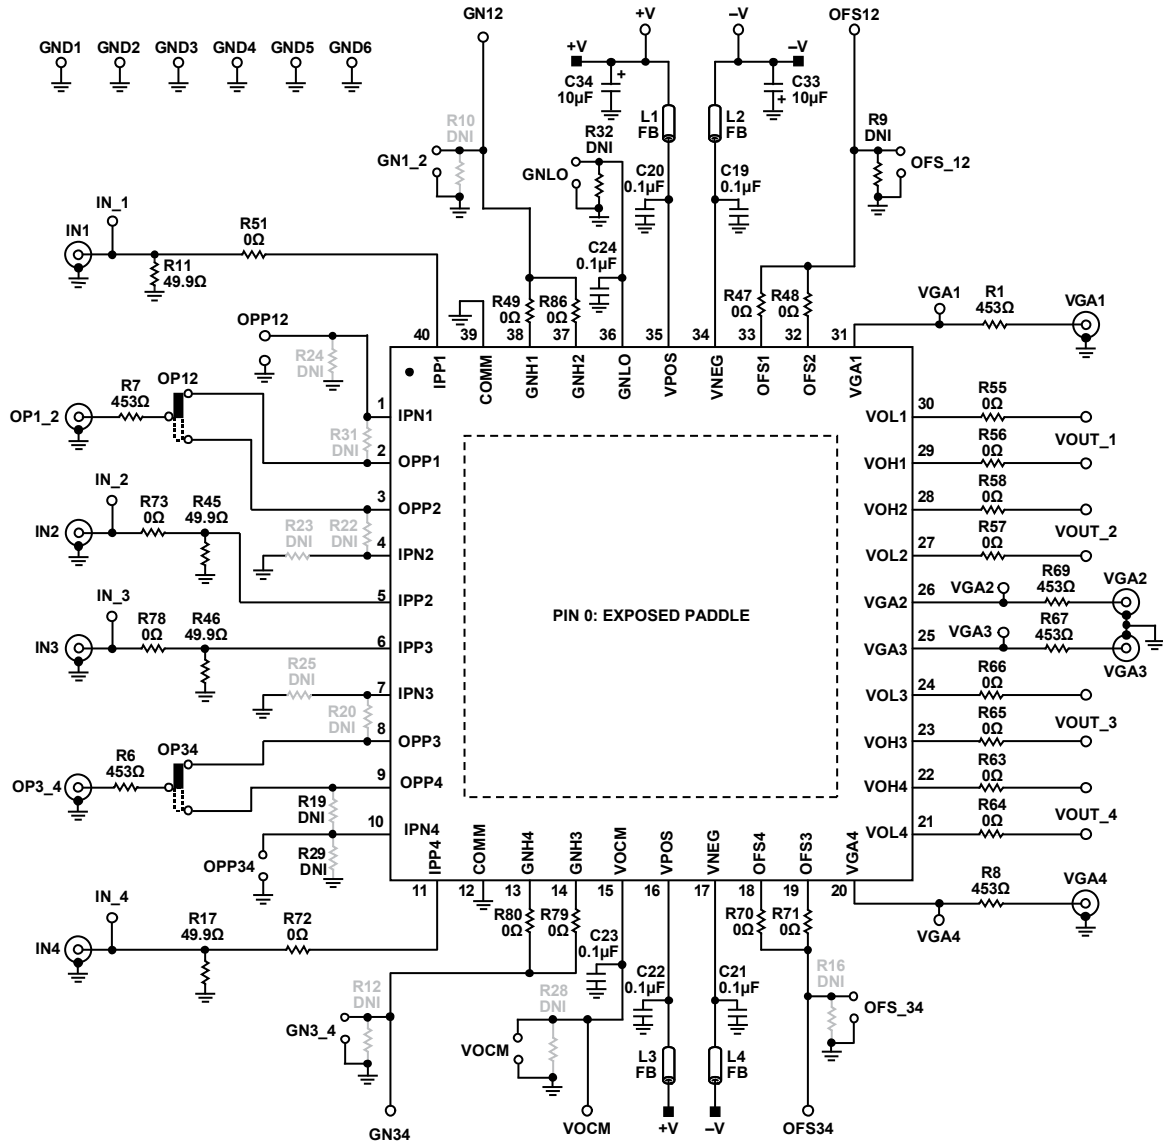 GN12
+V
–V
OFS12
GND1 GND2 GND3 GND4 GND5 GND6
+V
–V
C34
10µF
+
C33
10µF
+
R10
DNI
R32
DNI
L1
FB
L2
FB
R9
DNI
GN1_2
GNLO
OFS_12
C20
0.1µF
C19
0.1µF
IN_1
IN1
R51
0Ω
R11
49.9Ω
C24
0.1µF
R49
0Ω
R86
0Ω
R47
0Ω
R48
0Ω
VGA1
R1
453Ω
VGA1
OPP12
R24
DNI
40 39 38 37 36 35 34 33 32 31
IPP1 COMM GNH1 GNH2 GNLO VPOS VNEG OFS1 OFS2 VGA1
R7
453Ω
OP12
OP1_2
R31
DNI
1 IPN1
2 OPP1
3 OPP2
4 IPN2
5 IPP2
6 IPP3
7 IPN3
8 OPP3
9 OPP4
10 IPN4
IN_2
IN2
R73
0Ω
R45
49.9Ω
R23
DNI
R22
DNI
IN_3
IN3
R78
0Ω
R46
49.9Ω
R25
DNI
R20
DNI
R6
453Ω
OP34
OP3_4
R19
DNI
R29
DNI
OPP34
PIN 0: EXPOSED PADDLE
VOL1 30
R55
0Ω
VOUT_1
VOH1 29
R56
0Ω
VOH2 28
R58
0Ω
VOUT_2
VOL2 27
R57
0Ω
VGA2 26
VGA2
R69
453Ω
VGA2
VGA3 25
VGA3
R67
453Ω
VGA3
VOL3 24
R66
0Ω
VOUT_3
VOH3 23
R65
0Ω
VOH4 22
R63
0Ω
VOUT_4
VOL4 21
R64
0Ω
IPP4 COMM GNH4 GNH3 VOCM VPOS VNEG OFS4 OFS3 VGA4
11 12 13 14 15 16 17 18 19 20
R8
453Ω
VGA4
VGA4
IN_4
IN4
R17
49.9Ω
R72
0Ω
R80
0Ω
R79
0Ω
R70
0Ω
R71
0Ω
C23
0.1µF
C22
0.1µF
C21
0.1µF
R12
DNI
R28
DNI
R16
DNI
GN3_4
VOCM
OFS_34
L3
FB
L4
FB
GN34
VOCM
+V
–V
OFS34